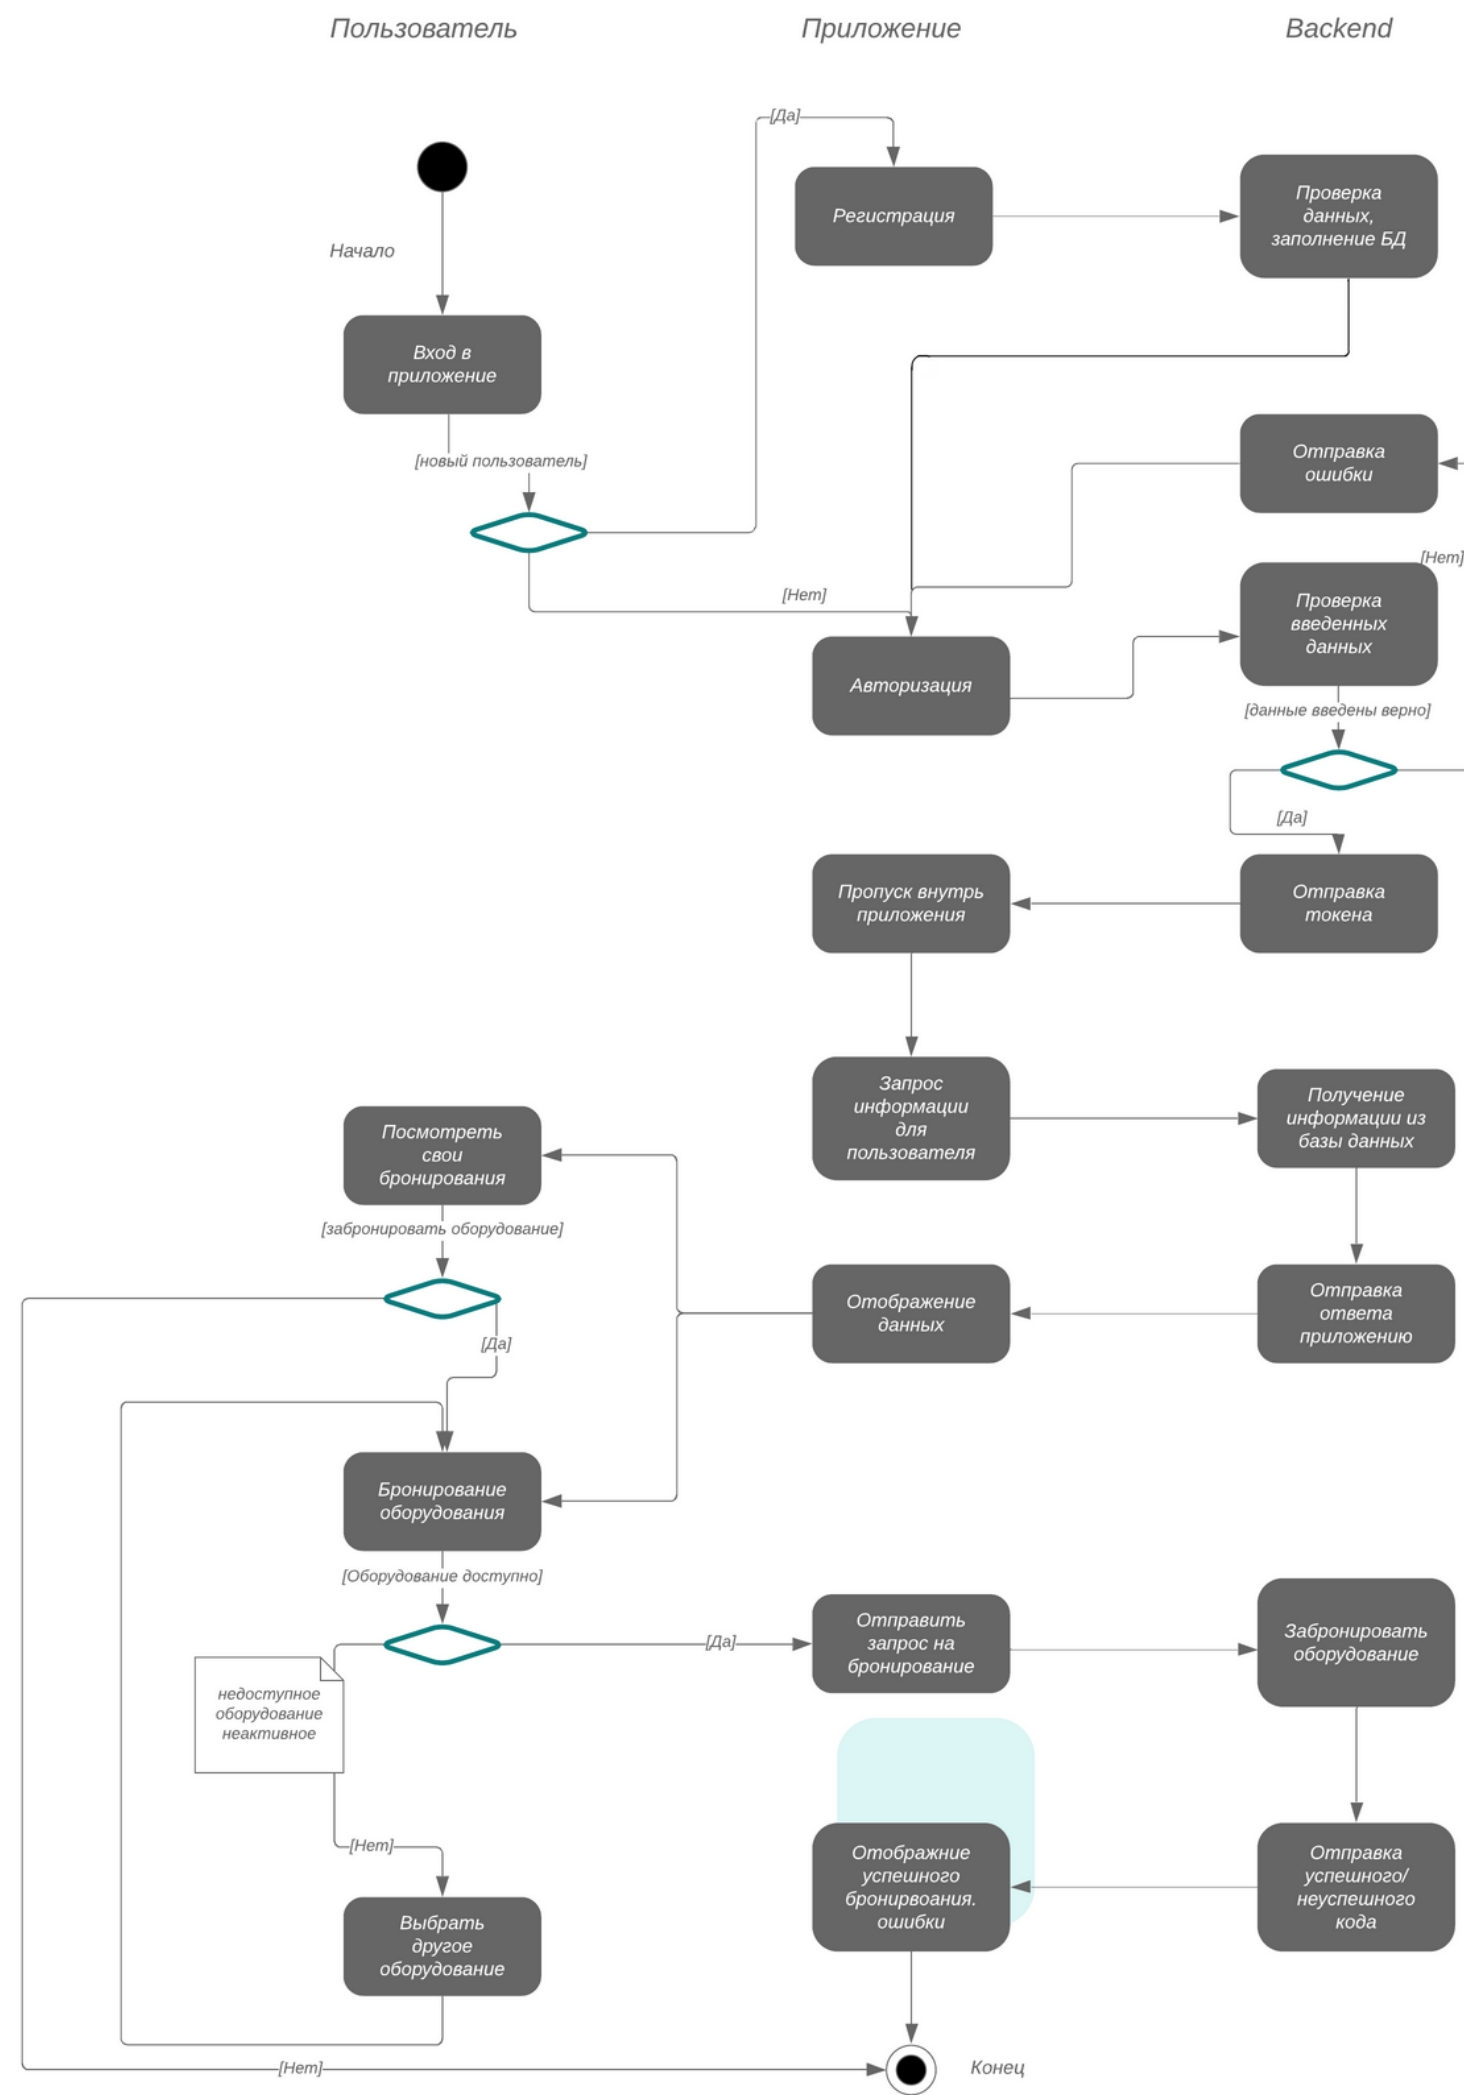 Пользователь
Приложение
Backend
[Да]
Регистрация
Проверка
данных,
заполнение БД
Начало
Вход в
приложение
[новый пользователь]
Отправка
ошибки
[Нет]
[Нет]
Проверка
введенных
данных
Авторизация
[данные введены верно]
[Да]
Пропуск внутрь
приложения
Отправка
токена
Запрос
информации
для
пользователя
Получение
информации из
базы данных
Посмотреть
свои
бронирования
[забронировать оборудование]
Отображение
данных
Отправка
ответа
приложению
[Да]
Бронирование
оборудования
[Оборудование доступно]
[Да]
Отправить
запрос на
бронирование
Забронировать
оборудование
недоступное
оборудование
неактивное
[Нет]
Отображние
успешного
бронирвоания.
ошибки
Отправка
успешного/
неуспешного
кода
Выбрать
другое
оборудование
[Нет]
Конец